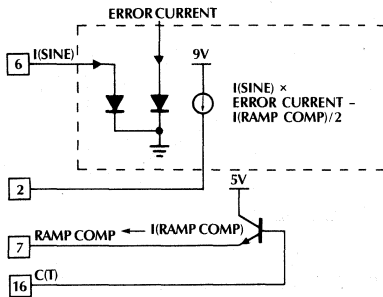 ERROR CURRENT
6 I(SINE)
9V
I(SINE) ×
ERROR CURRENT –
I(RAMP COMP)/2
2
5V
7 RAMP COMP I(RAMP COMP)
16 C(T)